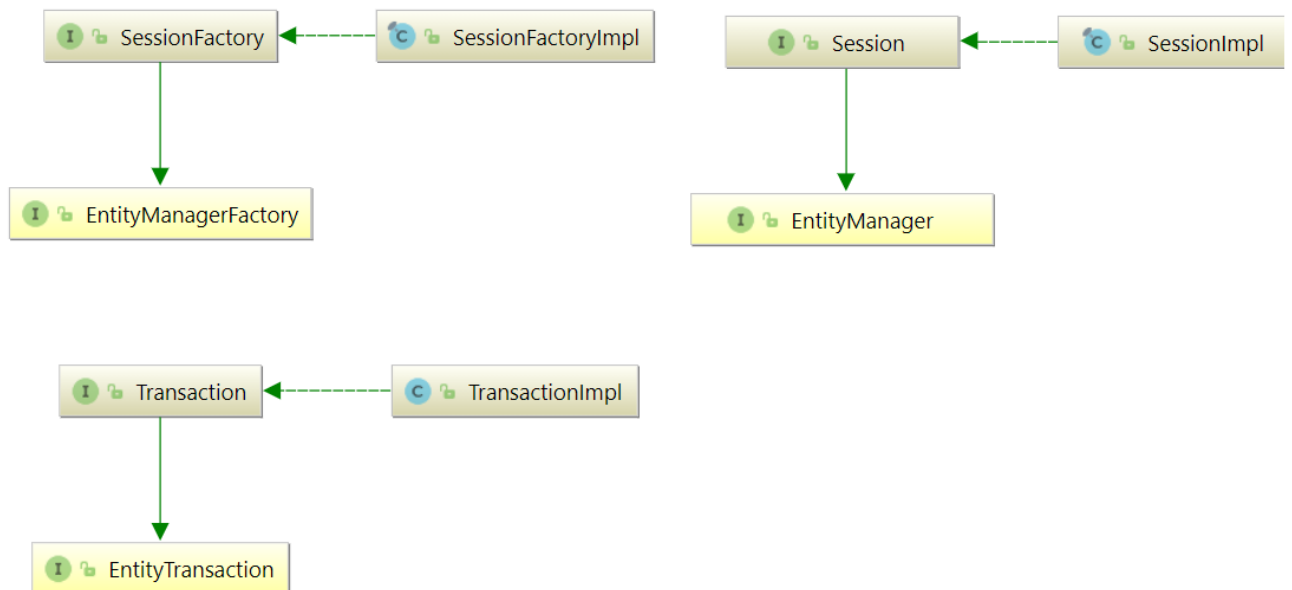 I SessionFactory
C SessionFactoryImpl
I Session
C SessionImpl
I EntityManagerFactory
I EntityManager
I Transaction
C TransactionImpl
I EntityTransaction